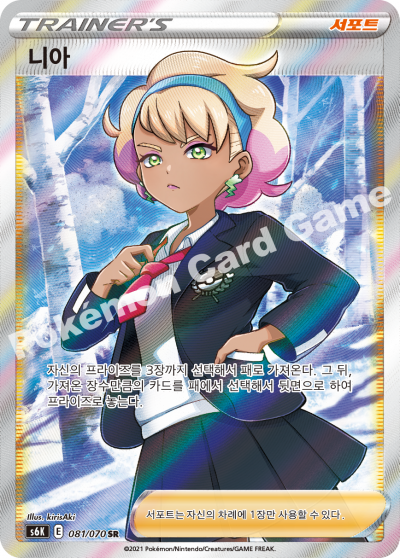 TRAINER'S
서포트
니아
Pokémon Card Game
자신의 프라이즈를 3장까지 선택해서 패로 가져온다. 그 뒤,
가져온 장수만큼의 카드를 패에서 선택해서 뒷면으로 하여
프라이즈로 놓는다.
Illus. kirisAki
s6K E 081/070 SR
서포트는 자신의 차례에 1장만 사용할 수 있다.
©2021 Pokémon/Nintendo/Creatures/GAME FREAK.